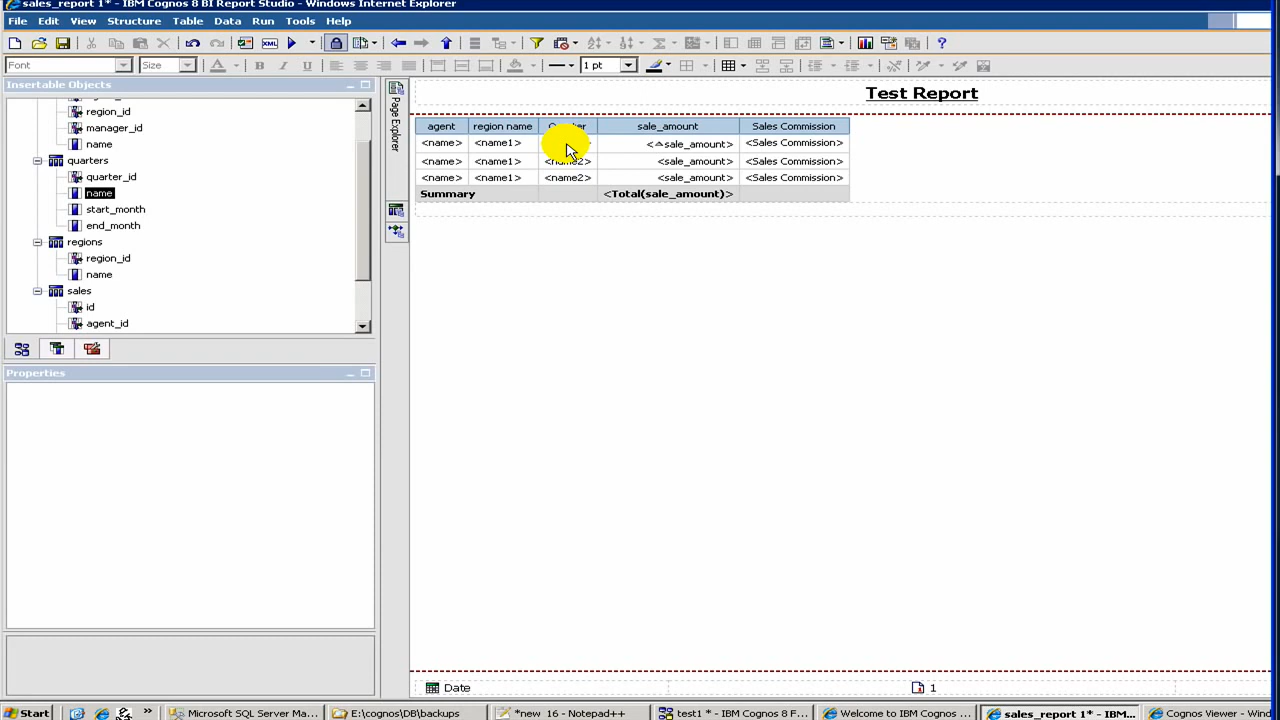 sales_report 1* - IBM Cognos 8 BI Report Studio - Windows Internet Explorer
File Edit View Structure Table Data Run Tools Help
Font Size 1 pt
Insertable Objects
region_id
manager_id
name
quarters
quarter_id
name
start_month
end_month
regions
region_id
name
sales
id
agent_id
Properties
Page Explorer
Test Report
agent region name sale_amount Sales Commission
<name> <name1> <sale_amount> <Sales Commission>
<name> <name1> <name2> <sale_amount> <Sales Commission>
<name> <name1> <name2> <sale_amount> <Sales Commission>
Summary <Total(sale_amount)>
Date 1
Start Microsoft SQL Server Ma... E:\cognos\DB\backups *new 16 - Notepad++ test1 * - IBM Cognos 8 F... Welcome to IBM Cognos ... sales_report 1* - IBM... Cognos Viewer - Wind